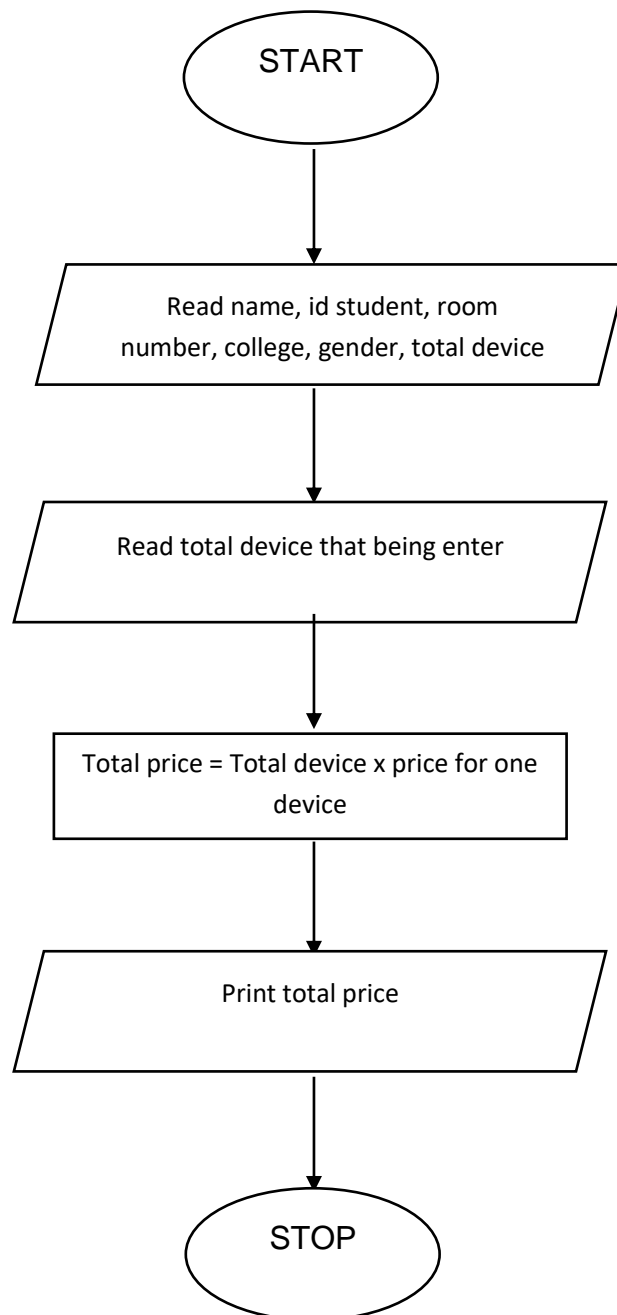 START
Read name, id student, room
number, college, gender, total device
Read total device that being enter
Total price = Total device x price for one
device
Print total price
STOP